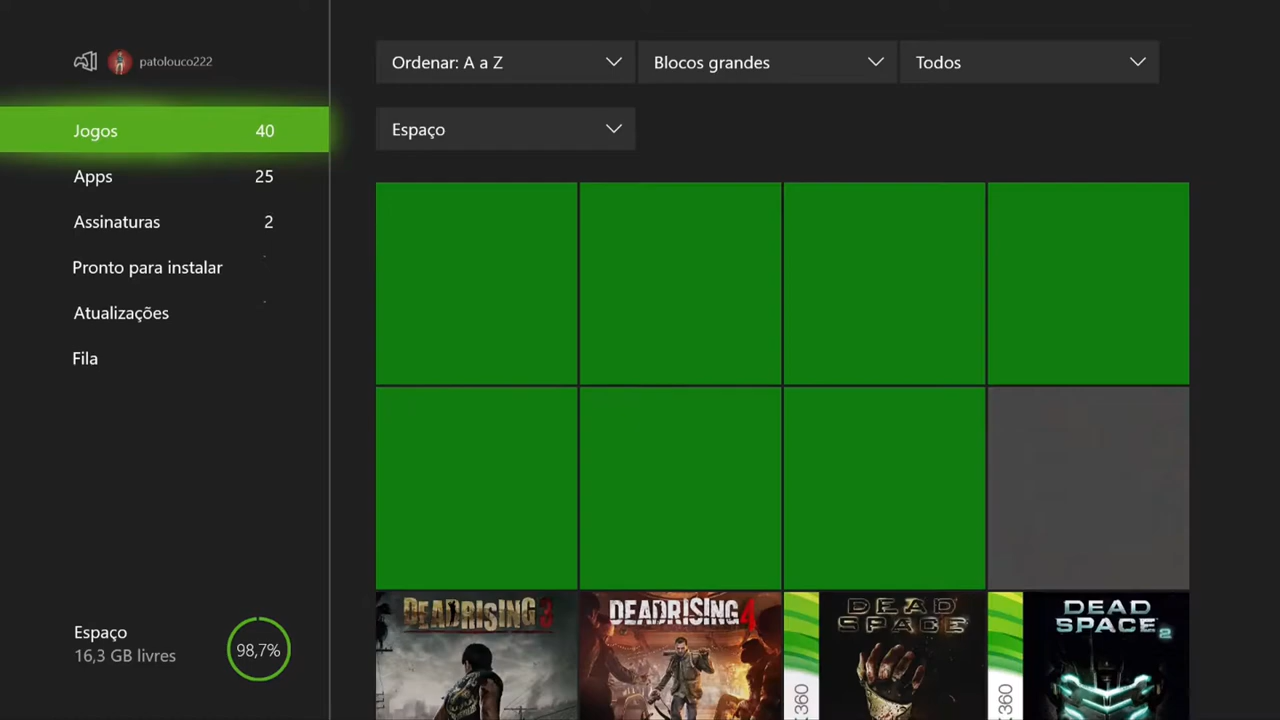 patolouco222
Jogos 40
Apps 25
Assinaturas 2
Pronto para instalar
Atualizações
Fila
Espaço
16,3 GB livres
98,7%
Ordenar: A a Z
Blocos grandes
Todos
Espaço
DEADRISING 3
DEADRISING 4
DEAD
SPACE
360
DEAD
SPACE 2
360